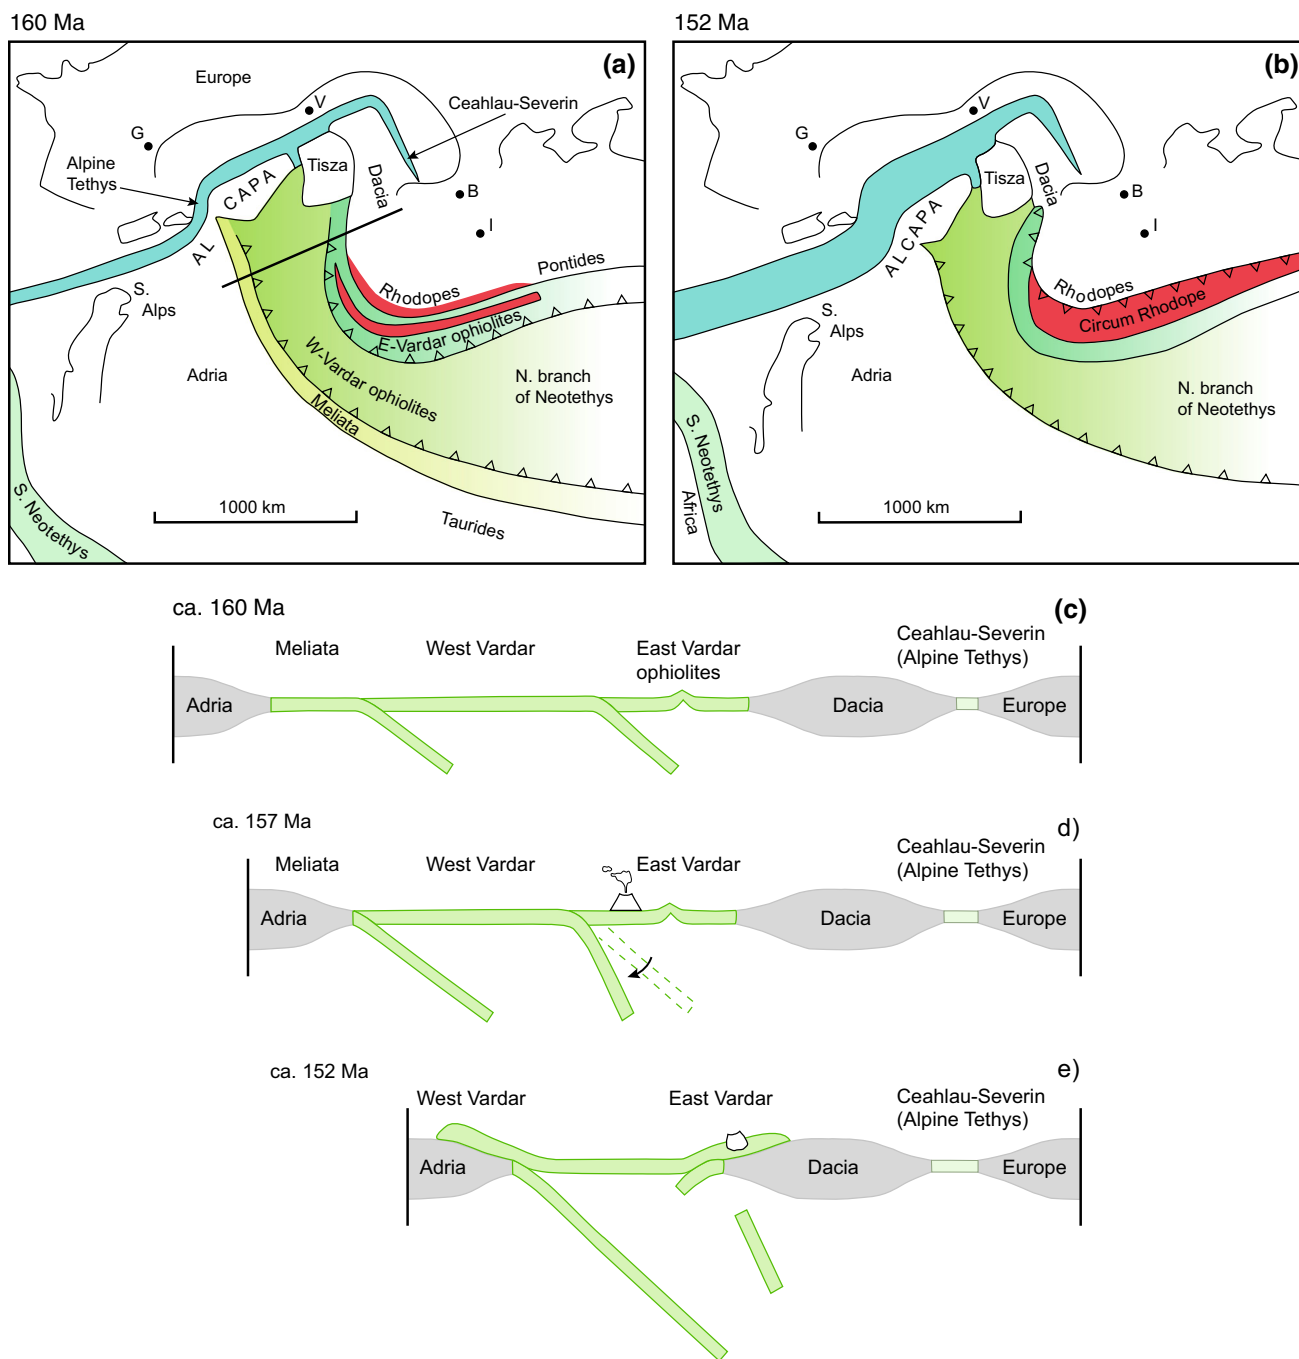 160 Ma
(a)
Europe
V
Ceahlau-Severin
G
Alpine
Tethys
CAPA
AL
Tisza
Dacia
B
I
S.
Alps
Rhodopes
Pontides
E-Vardar ophiolites
W-Vardar ophiolites
Meliata
Adria
N. branch
of Neotethys
S. Neotethys
1000 km
Taurides
152 Ma
(b)
V
G
Tisza
Dacia
B
I
ALCAPA
S.
Alps
Rhodopes
Circum Rhodope
Adria
N. branch
of Neotethys
S. Neotethys
Africa
1000 km
ca. 160 Ma
(c)
Meliata
West Vardar
East Vardar
ophiolites
Ceahlau-Severin
(Alpine Tethys)
Adria
Dacia
Europe
ca. 157 Ma
d)
Meliata
West Vardar
East Vardar
Ceahlau-Severin
(Alpine Tethys)
Adria
Dacia
Europe
ca. 152 Ma
e)
West Vardar
East Vardar
Ceahlau-Severin
(Alpine Tethys)
Adria
Dacia
Europe